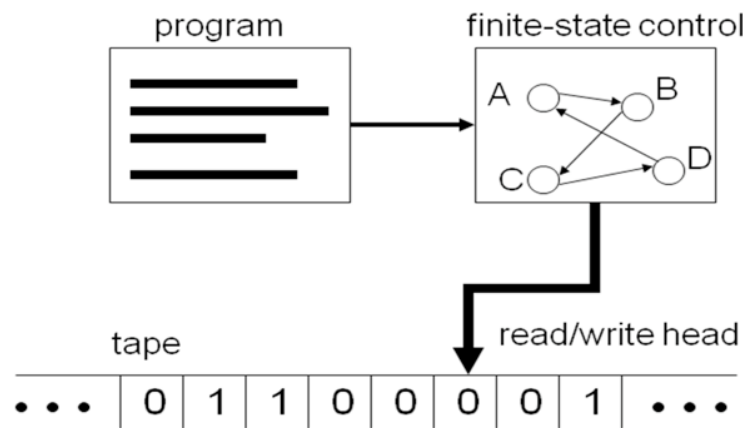 program
finite-state control
A
B
C
D
read/write head
tape
• • • 0 1 1 0 0 0 0 1 • • •